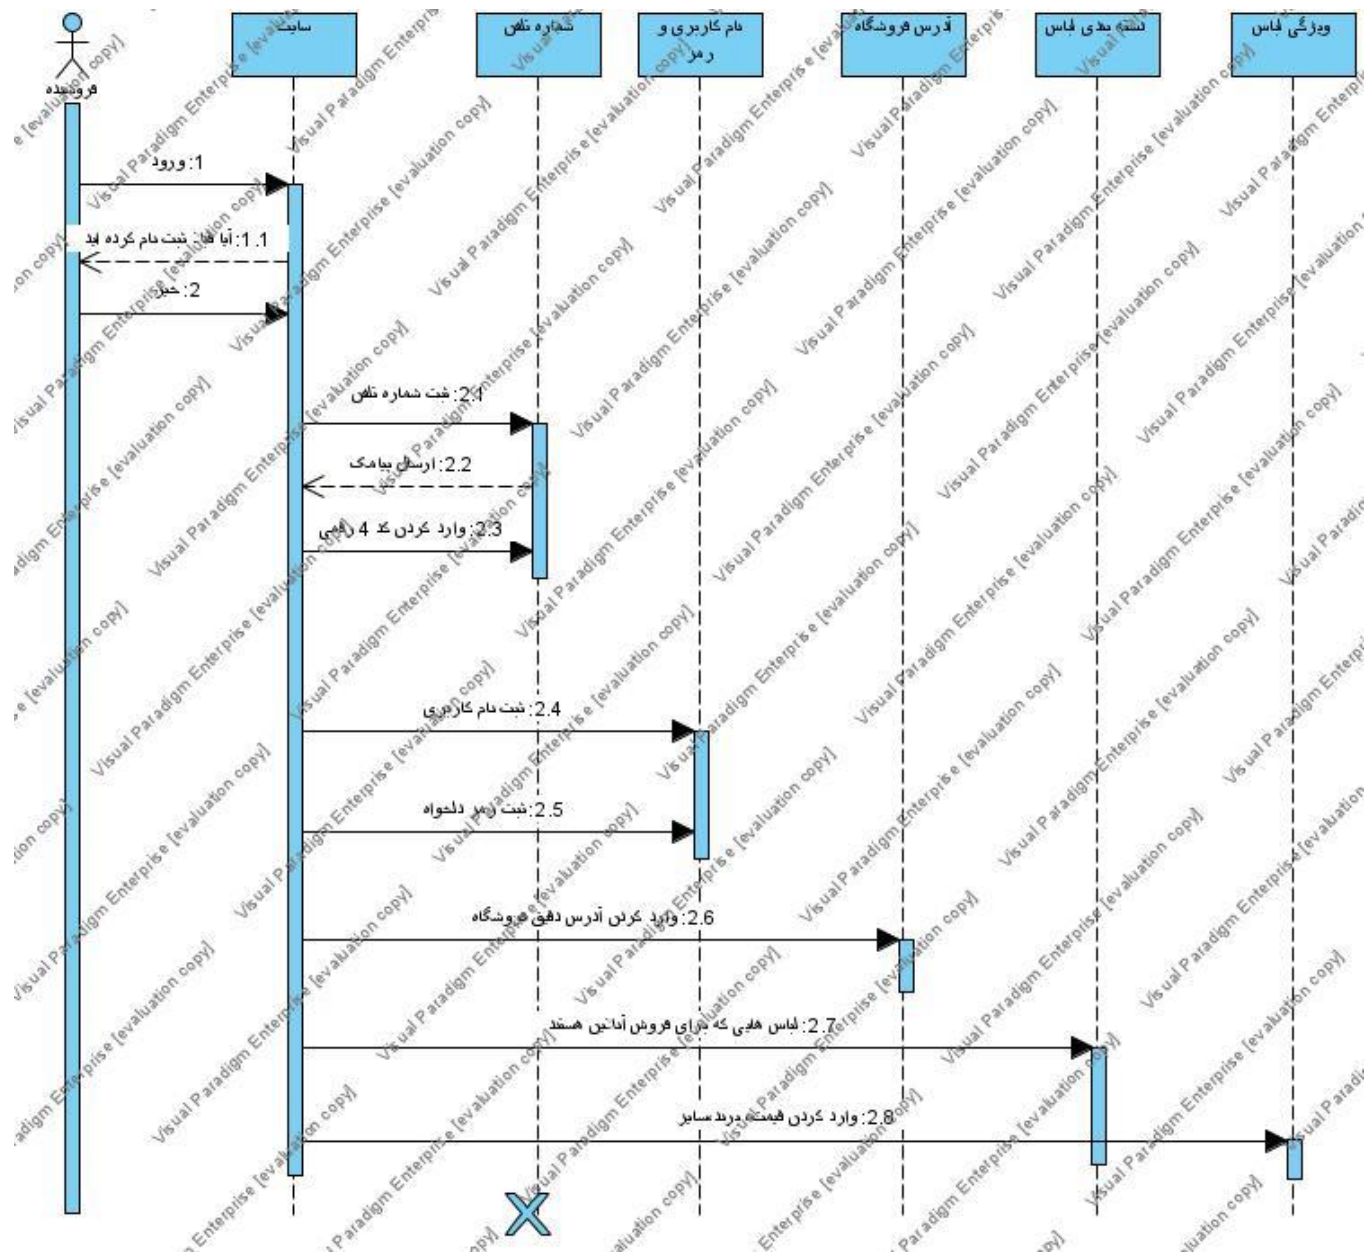 سایت
شماره تلفن
نام کاربری و
رمز
آدرس فروشگاه
دسته بندی لباس
ویژگی لباس
فروشنده
1: ورود
1.1: آیا قبلا ثبت نام کرده اید
2: خیر
2.1: ثبت شماره تلفن
2.2: ارسال پیامک
2.3: وارد کردن کد 4 رقمی
2.4: ثبت نام کاربری
2.5: ثبت رمز دلخواه
2.6: وارد کردن آدرس دقیق فروشگاه
2.7: لباس هایی که برای فروش آنلاین هستند
2.8: وارد کردن قیمت، برند سایز
Visual Paradigm Enterprise [evaluation copy]